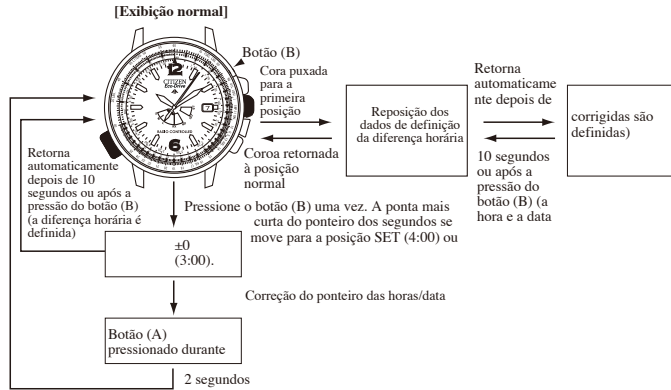 [Exibição normal]
Botão (B)
12
CITIZEN
Eco-Drive
7
RADIO CONTROLLED
6
Cora puxada
para a
primeira
posição
Coroa retornada
à posição
normal
Reposição dos
dados de definição
da diferença horária
Retorna
automaticame
nte depois de
10 segundos
ou após a
pressão do
botão (B) (a
hora e a data
corrigidas são
definidas)
Retorna
automaticamente
depois de 10
segundos ou após a
pressão do botão (B)
(a diferença horária é
definida)
Pressione o botão (B) uma vez. A ponta mais
curta do ponteiro dos segundos se
move para a posição SET (4:00) ou
±0
(3:00).
Correção do ponteiro das horas/data
Botão (A)
pressionado durante
2 segundos